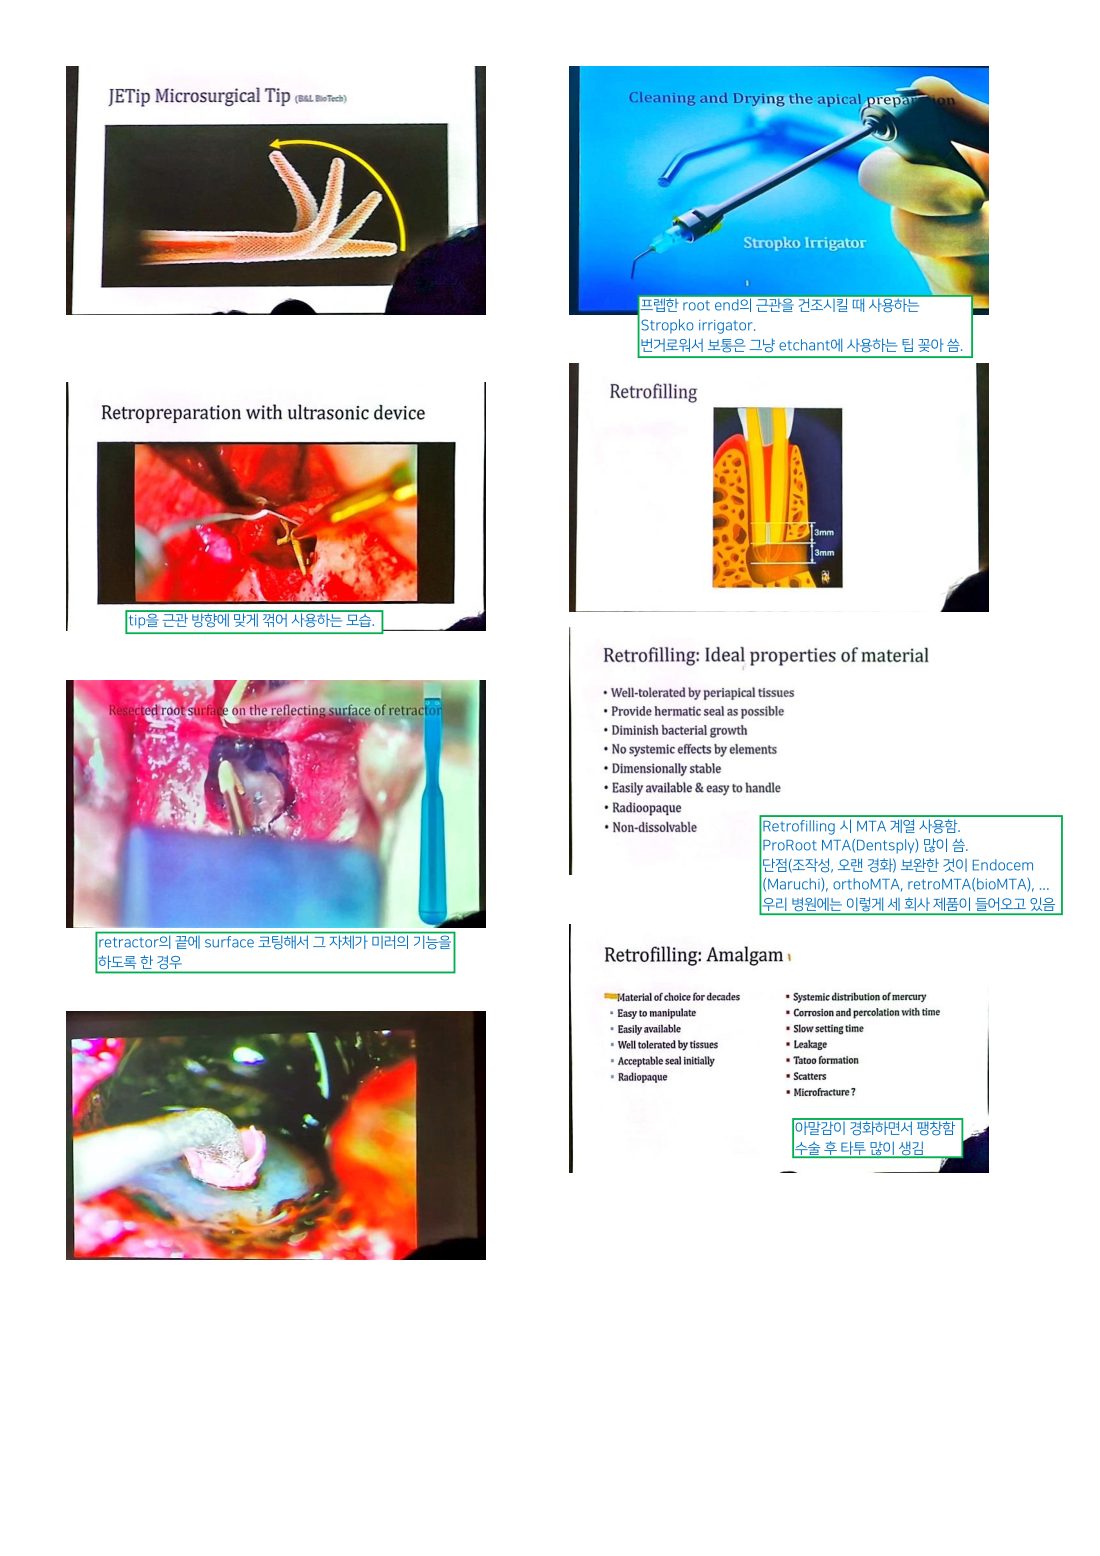 JETip Microsurgical Tip (B&L BioTech)
Retropreparation with ultrasonic device
tip을 근관 방향에 맞게 꺾어 사용하는 모습.
Resected root surface on the reflecting surface of retractor
retractor의 끝에 surface 코팅해서 그 자체가 미러의 기능을
하도록 한 경우
Cleaning and Drying the apical preparation
Stropko Irrigator
프렙한 root end의 근관을 건조시킬 때 사용하는
Stropko irrigator.
번거로워서 보통은 그냥 etchant에 사용하는 팁 꽂아 씀.
Retrofilling
3mm
3mm
Retrofilling: Ideal properties of material
• Well-tolerated by periapical tissues
• Provide hermatic seal as possible
• Diminish bacterial growth
• No systemic effects by elements
• Dimensionally stable
• Easily available & easy to handle
• Radioopaque
• Non-dissolvable
Retrofilling 시 MTA 계열 사용함.
ProRoot MTA(Dentsply) 많이 씀.
단점(조작성, 오랜 경화) 보완한 것이 Endocem
(Maruchi), orthoMTA, retroMTA(bioMTA), ...
우리 병원에는 이렇게 세 회사 제품이 들어오고 있음
Retrofilling: Amalgam
Material of choice for decades
▪ Easy to manipulate
▪ Easily available
▪ Well tolerated by tissues
▪ Acceptable seal initially
▪ Radiopaque
▪ Systemic distribution of mercury
▪ Corrosion and percolation with time
▪ Slow setting time
▪ Leakage
▪ Tatoo formation
▪ Scatters
▪ Microfracture ?
아말감이 경화하면서 팽창함
수술 후 타투 많이 생김